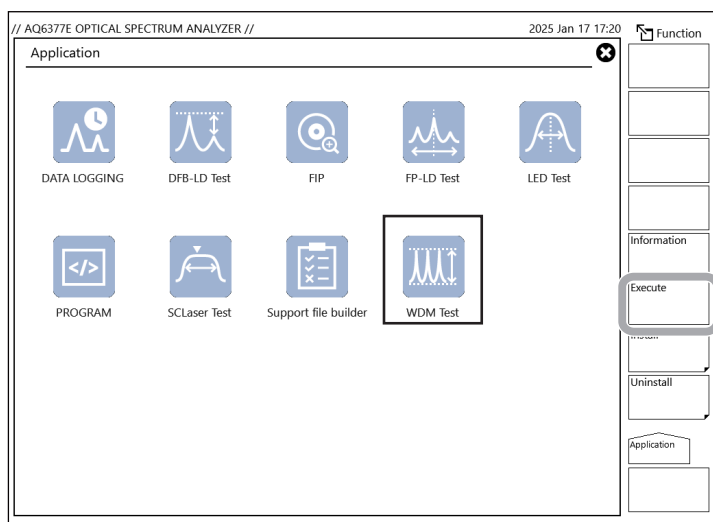 // AQ6377E OPTICAL SPECTRUM ANALYZER // 2025 Jan 17 17:20
Function
Application
DATA LOGGING DFB-LD Test FIP FP-LD Test LED Test
Information
Execute
</>
PROGRAM SCLaser Test Support file builder WDM Test
Install
Uninstall
Application